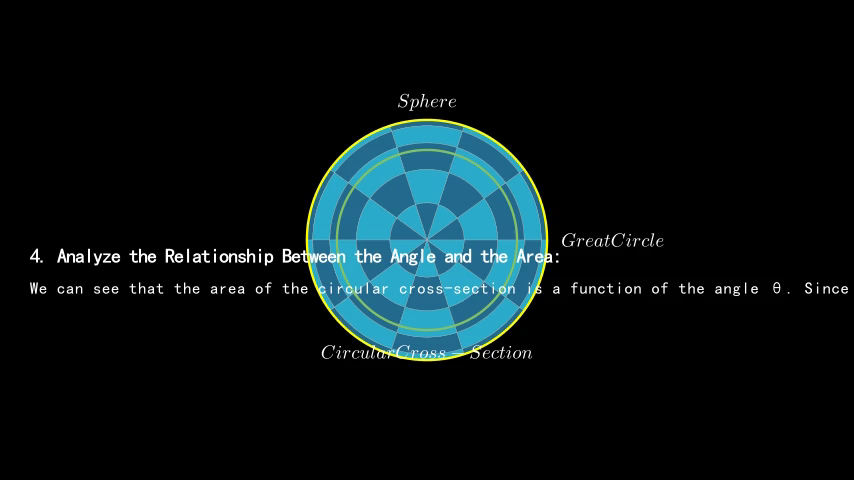 Sphere
GreatCircle
4. Analyze the Relationship Between the Angle and the Area:
We can see that the area of the circular cross-section is a function of the angle θ. Since
CircularCross − Section